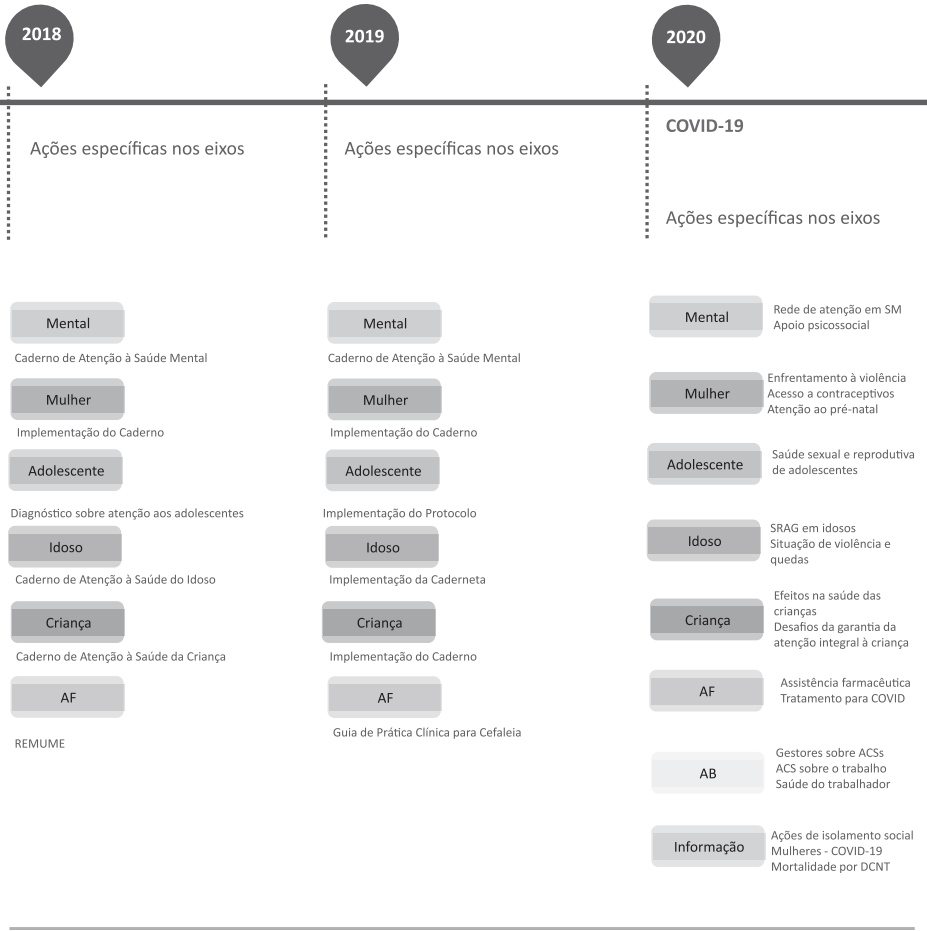 2018
Ações específicas nos eixos
Mental
Caderno de Atenção à Saúde Mental
Mulher
Implementação do Caderno
Adolescente
Diagnóstico sobre atenção aos adolescentes
Idoso
Caderno de Atenção à Saúde do Idoso
Criança
Caderno de Atenção à Saúde da Criança
AF
REMUME
2019
Ações específicas nos eixos
Mental
Caderno de Atenção à Saúde Mental
Mulher
Implementação do Caderno
Adolescente
Implementação do Protocolo
Idoso
Implementação da Caderneta
Criança
Implementação do Caderno
AF
Guia de Prática Clínica para Cefaleia
2020
COVID-19
Ações específicas nos eixos
Mental
Rede de atenção em SM
Apoio psicossocial
Mulher
Enfrentamento à violência
Acesso a contraceptivos
Atenção ao pré-natal
Adolescente
Saúde sexual e reprodutiva
de adolescentes
Idoso
SRAG em idosos
Situação de violência e
quedas
Criança
Efeitos na saúde das
crianças
Desafios da garantia da
atenção integral à criança
AF
Assistência farmacêutica
Tratamento para COVID
AB
Gestores sobre ACSs
ACS sobre o trabalho
Saúde do trabalhador
Informação
Ações de isolamento social
Mulheres - COVID-19
Mortalidade por DCNT